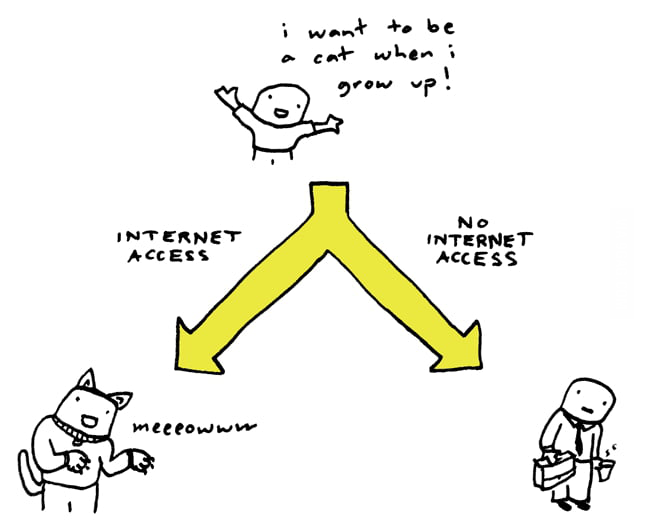 i want to be
a cat when i
grow up!
INTERNET
ACCESS
NO
INTERNET
ACCESS
meeeowww